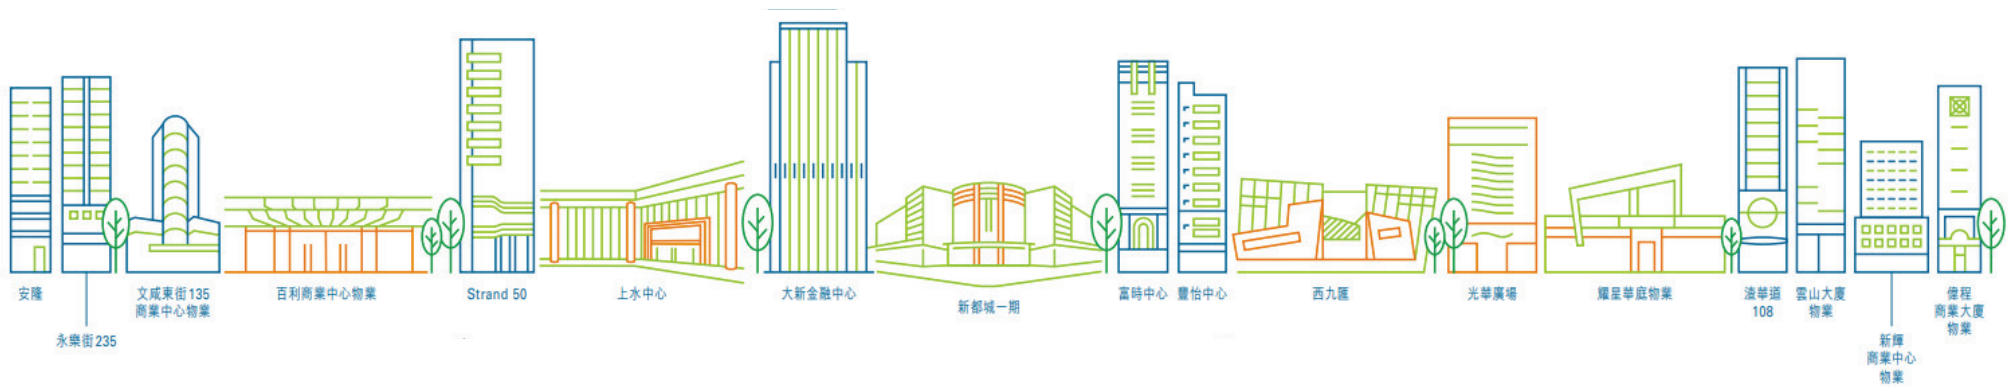 安隆
永樂街235
文咸東街135
商業中心物業
百利商業中心物業
Strand 50
上水中心
大新金融中心
新都城一期
富時中心
豐怡中心
西九匯
光華廣場
耀星華庭物業
渣華道
108
雲山大廈
物業
新輝
商業中心
物業
偉程
商業大廈
物業